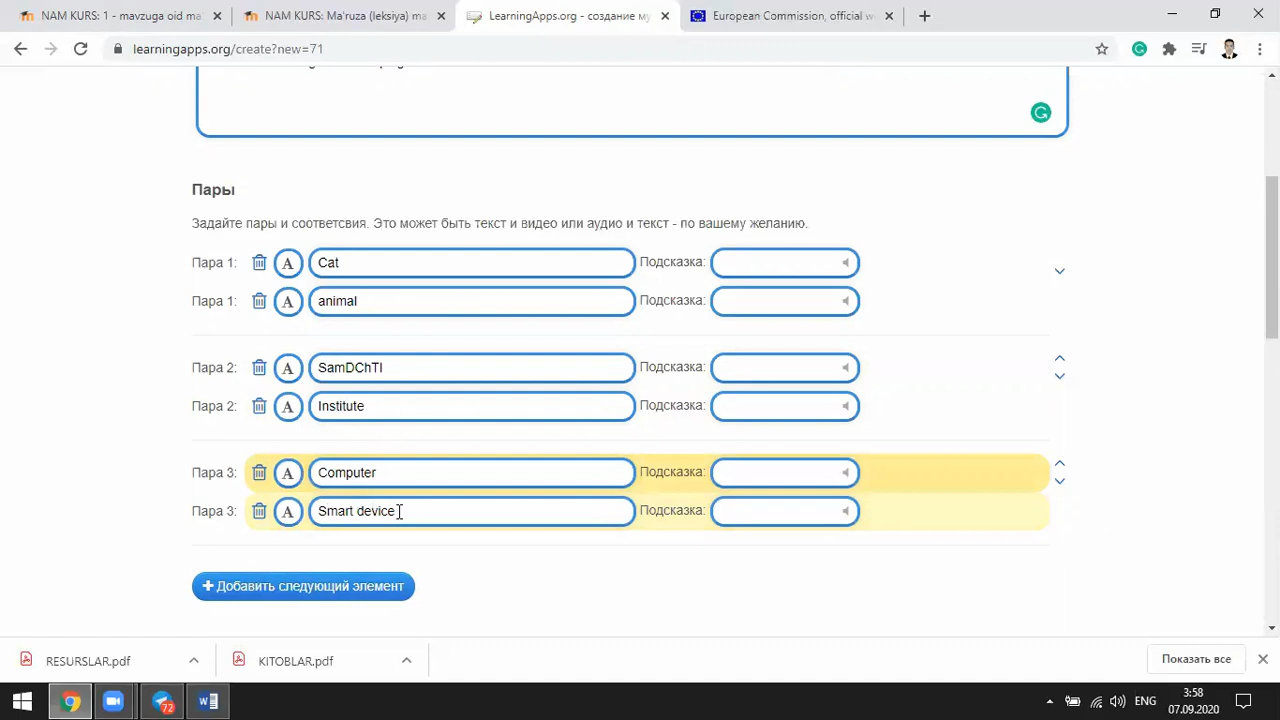 NAM KURS: 1 - mavzuga oid ma
NAM KURS: Ma'ruza (leksiya) ma
LearningApps.org - создание му
European Commission, official w
learningapps.org/create?new=71
Пары
Задайте пары и соответсвия. Это может быть текст и видео или аудио и текст - по вашему желанию.
Пара 1: A Cat Подсказка:
Пара 1: A animal Подсказка:
Пара 2: A SamDChTI Подсказка:
Пара 2: A Institute Подсказка:
Пара 3: A Computer Подсказка:
Пара 3: A Smart device Подсказка:
+ Добавить следующий элемент
RESURSLAR.pdf
KITOBLAR.pdf
Показать все
72
ENG
3:58
07.09.2020